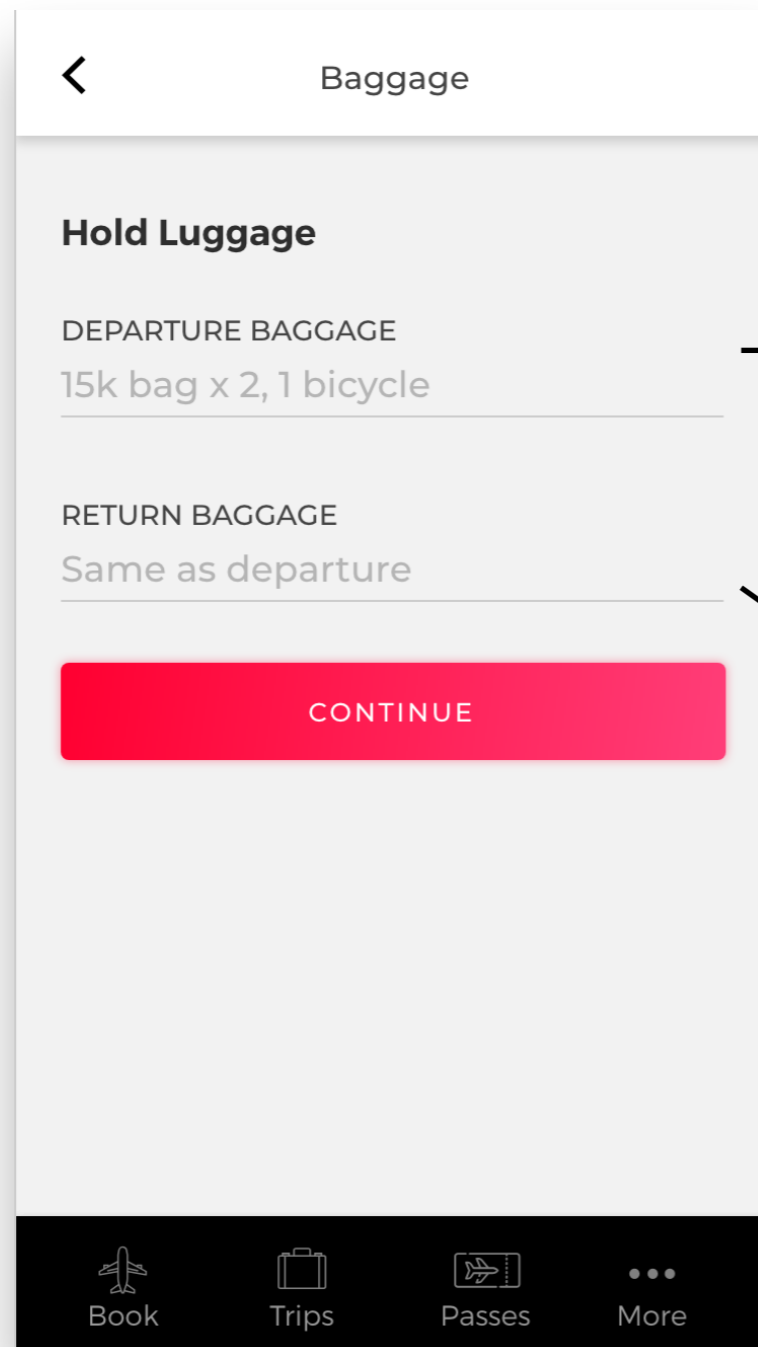 Baggage
Hold Luggage
DEPARTURE BAGGAGE
15k bag x 2, 1 bicycle
RETURN BAGGAGE
Same as departure
CONTINUE
Book Trips Passes More